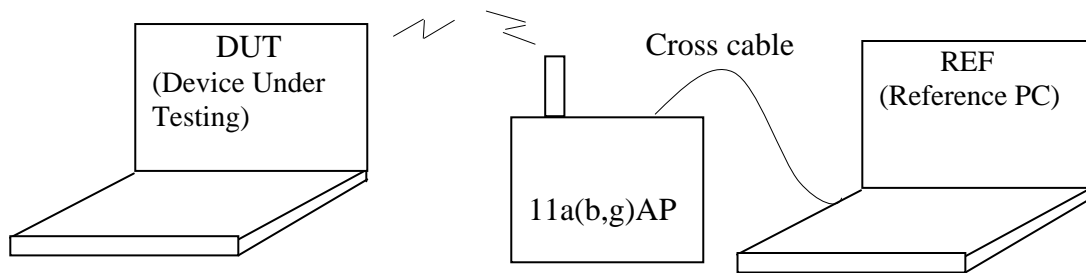 DUT
(Device Under
Testing)
Cross cable
REF
(Reference PC)
11a(b,g)AP